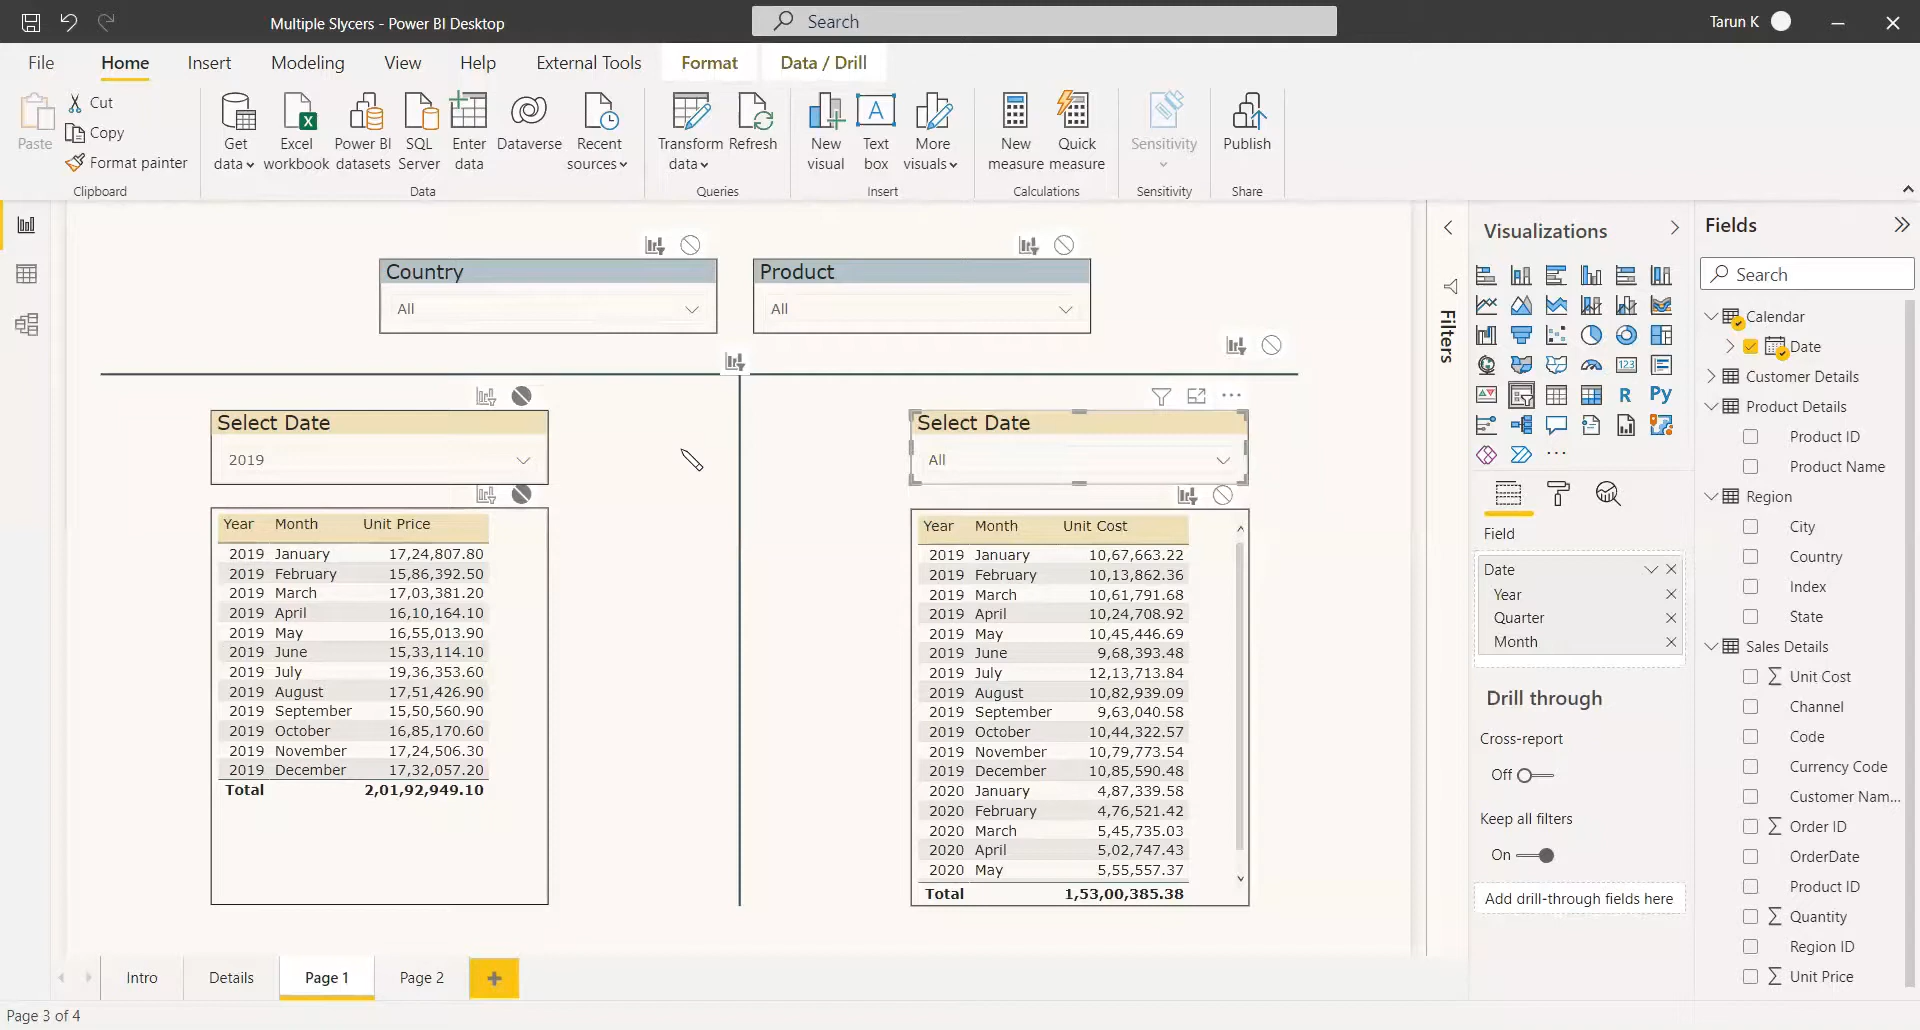 Multiple Slycers - Power BI Desktop
Search
Tarun K
File
Home
Insert
Modeling
View
Help
External Tools
Format
Data / Drill
Paste
Cut
Copy
Format painter
Clipboard
Get data
Excel workbook
Power BI datasets
SQL Server
Enter data
Dataverse
Recent sources
Data
Transform data
Refresh
Queries
New visual
Text box
More visuals
Insert
New measure
Quick measure
Calculations
Sensitivity
Sensitivity
Publish
Share
Country
All
Product
All
Select Date
2019
Year Month Unit Price
2019 January 17,24,807.80
2019 February 15,86,392.50
2019 March 17,03,381.20
2019 April 16,10,164.10
2019 May 16,55,013.90
2019 June 15,33,114.10
2019 July 19,36,353.60
2019 August 17,51,426.90
2019 September 15,50,560.90
2019 October 16,85,170.60
2019 November 17,24,506.30
2019 December 17,32,057.20
Total 2,01,92,949.10
Select Date
All
Year Month Unit Cost
2019 January 10,67,663.22
2019 February 10,13,862.36
2019 March 10,61,791.68
2019 April 10,24,708.92
2019 May 10,45,446.69
2019 June 9,68,393.48
2019 July 12,13,713.84
2019 August 10,82,939.09
2019 September 9,63,040.58
2019 October 10,44,322.57
2019 November 10,79,773.54
2019 December 10,85,590.48
2020 January 4,87,339.58
2020 February 4,76,521.42
2020 March 5,45,735.03
2020 April 5,02,747.43
2020 May 5,55,557.37
Total 1,53,00,385.38
Filters
Visualizations
123
R
Py
Field
Date
Year
Quarter
Month
Drill through
Cross-report
Off
Keep all filters
On
Add drill-through fields here
Fields
Search
Calendar
Date
Customer Details
Product Details
Product ID
Product Name
Region
City
Country
Index
State
Sales Details
Unit Cost
Channel
Code
Currency Code
Customer Nam...
Order ID
OrderDate
Product ID
Quantity
Region ID
Unit Price
Intro
Details
Page 1
Page 2
Page 3 of 4